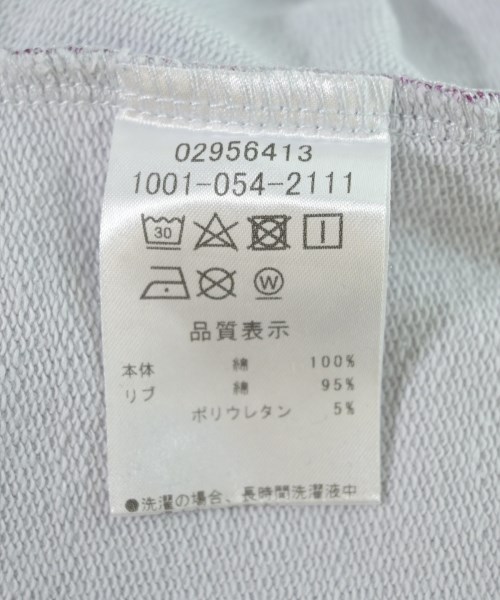 02956413
1001-054-2111
30
W
品質表示
本体 綿 100%
リブ 綿 95%
ポリウレタン 5%
●洗濯の場合、長時間洗濯液中